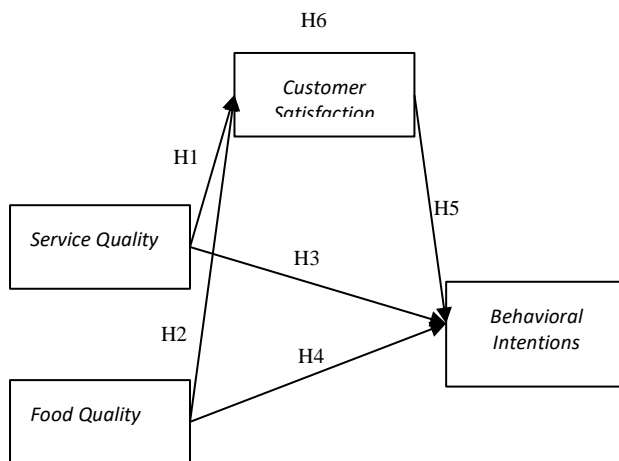 H6
Customer
Satisfaction
H1
Service Quality
H5
H3
Behavioral
Intentions
H2
H4
Food Quality